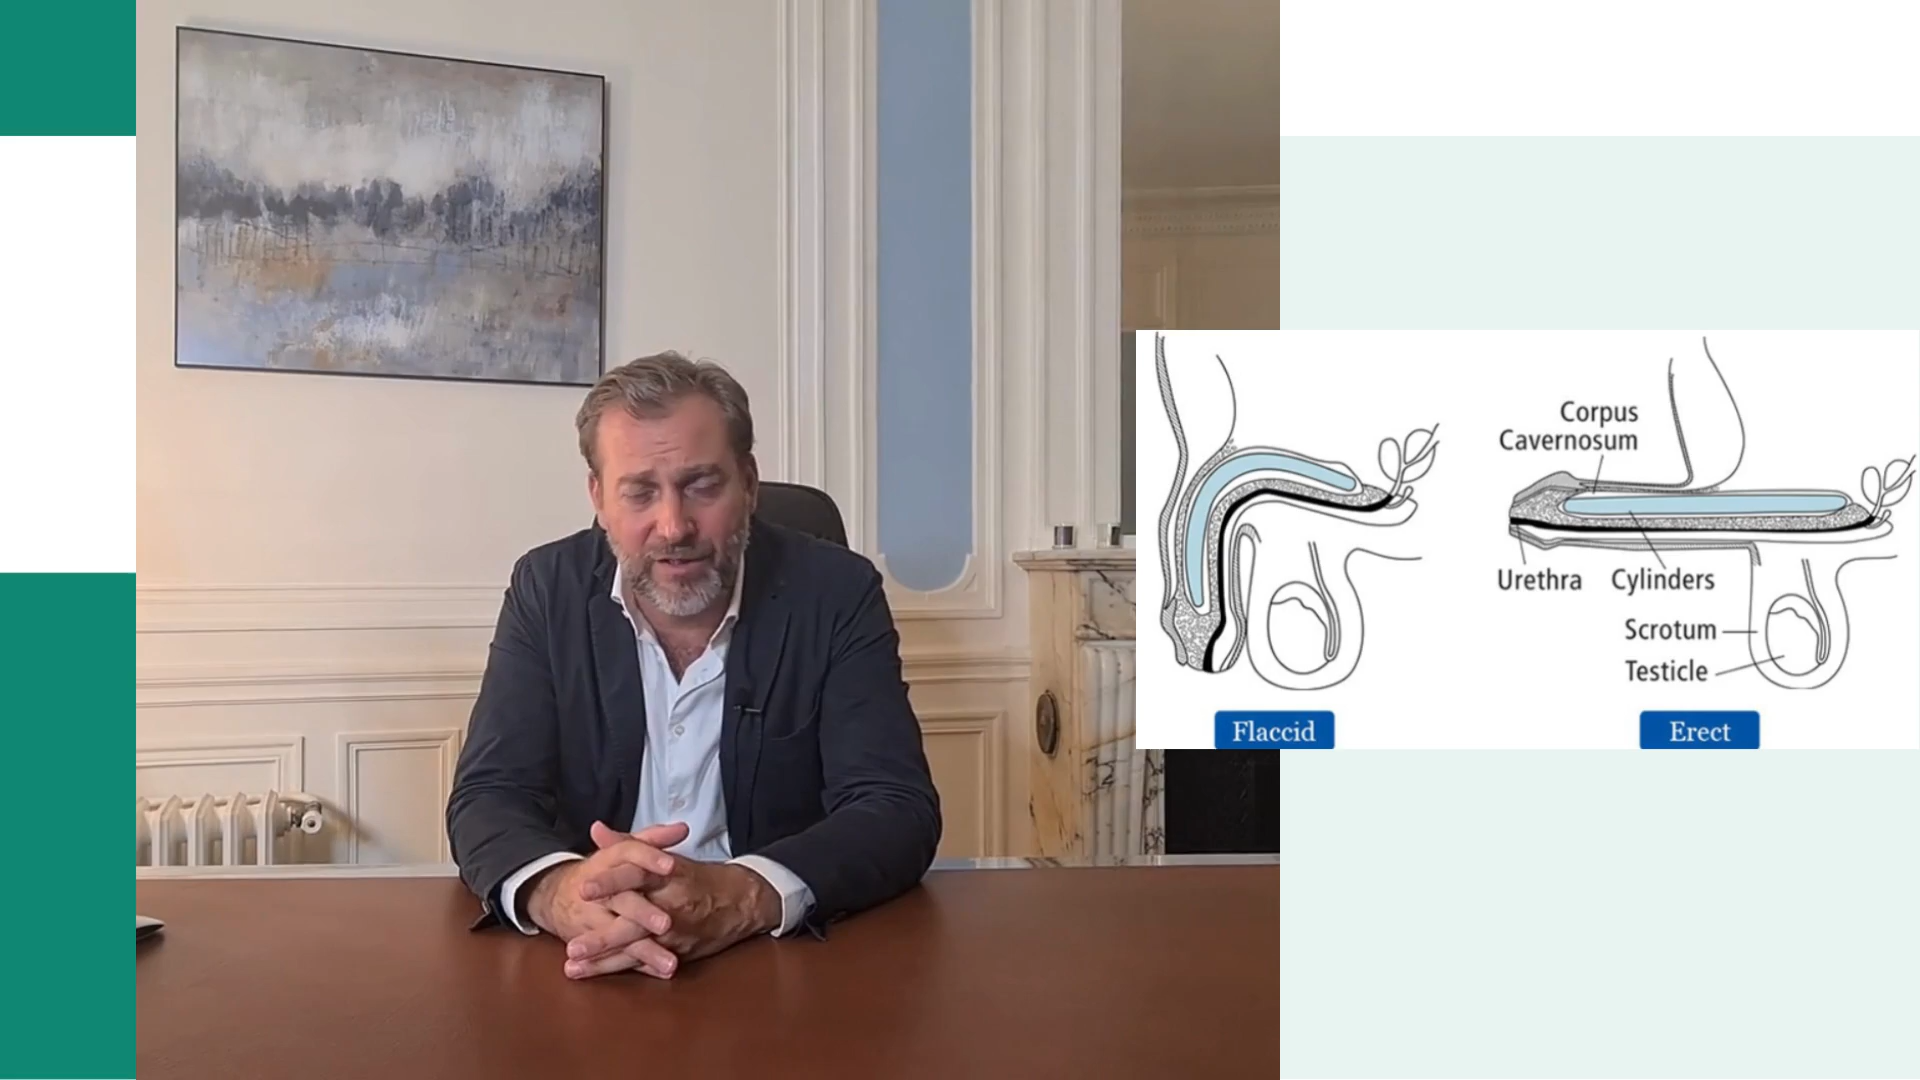 Corpus
Cavernosum
Urethra
Cylinders
Scrotum
Testicle
Flaccid
Erect